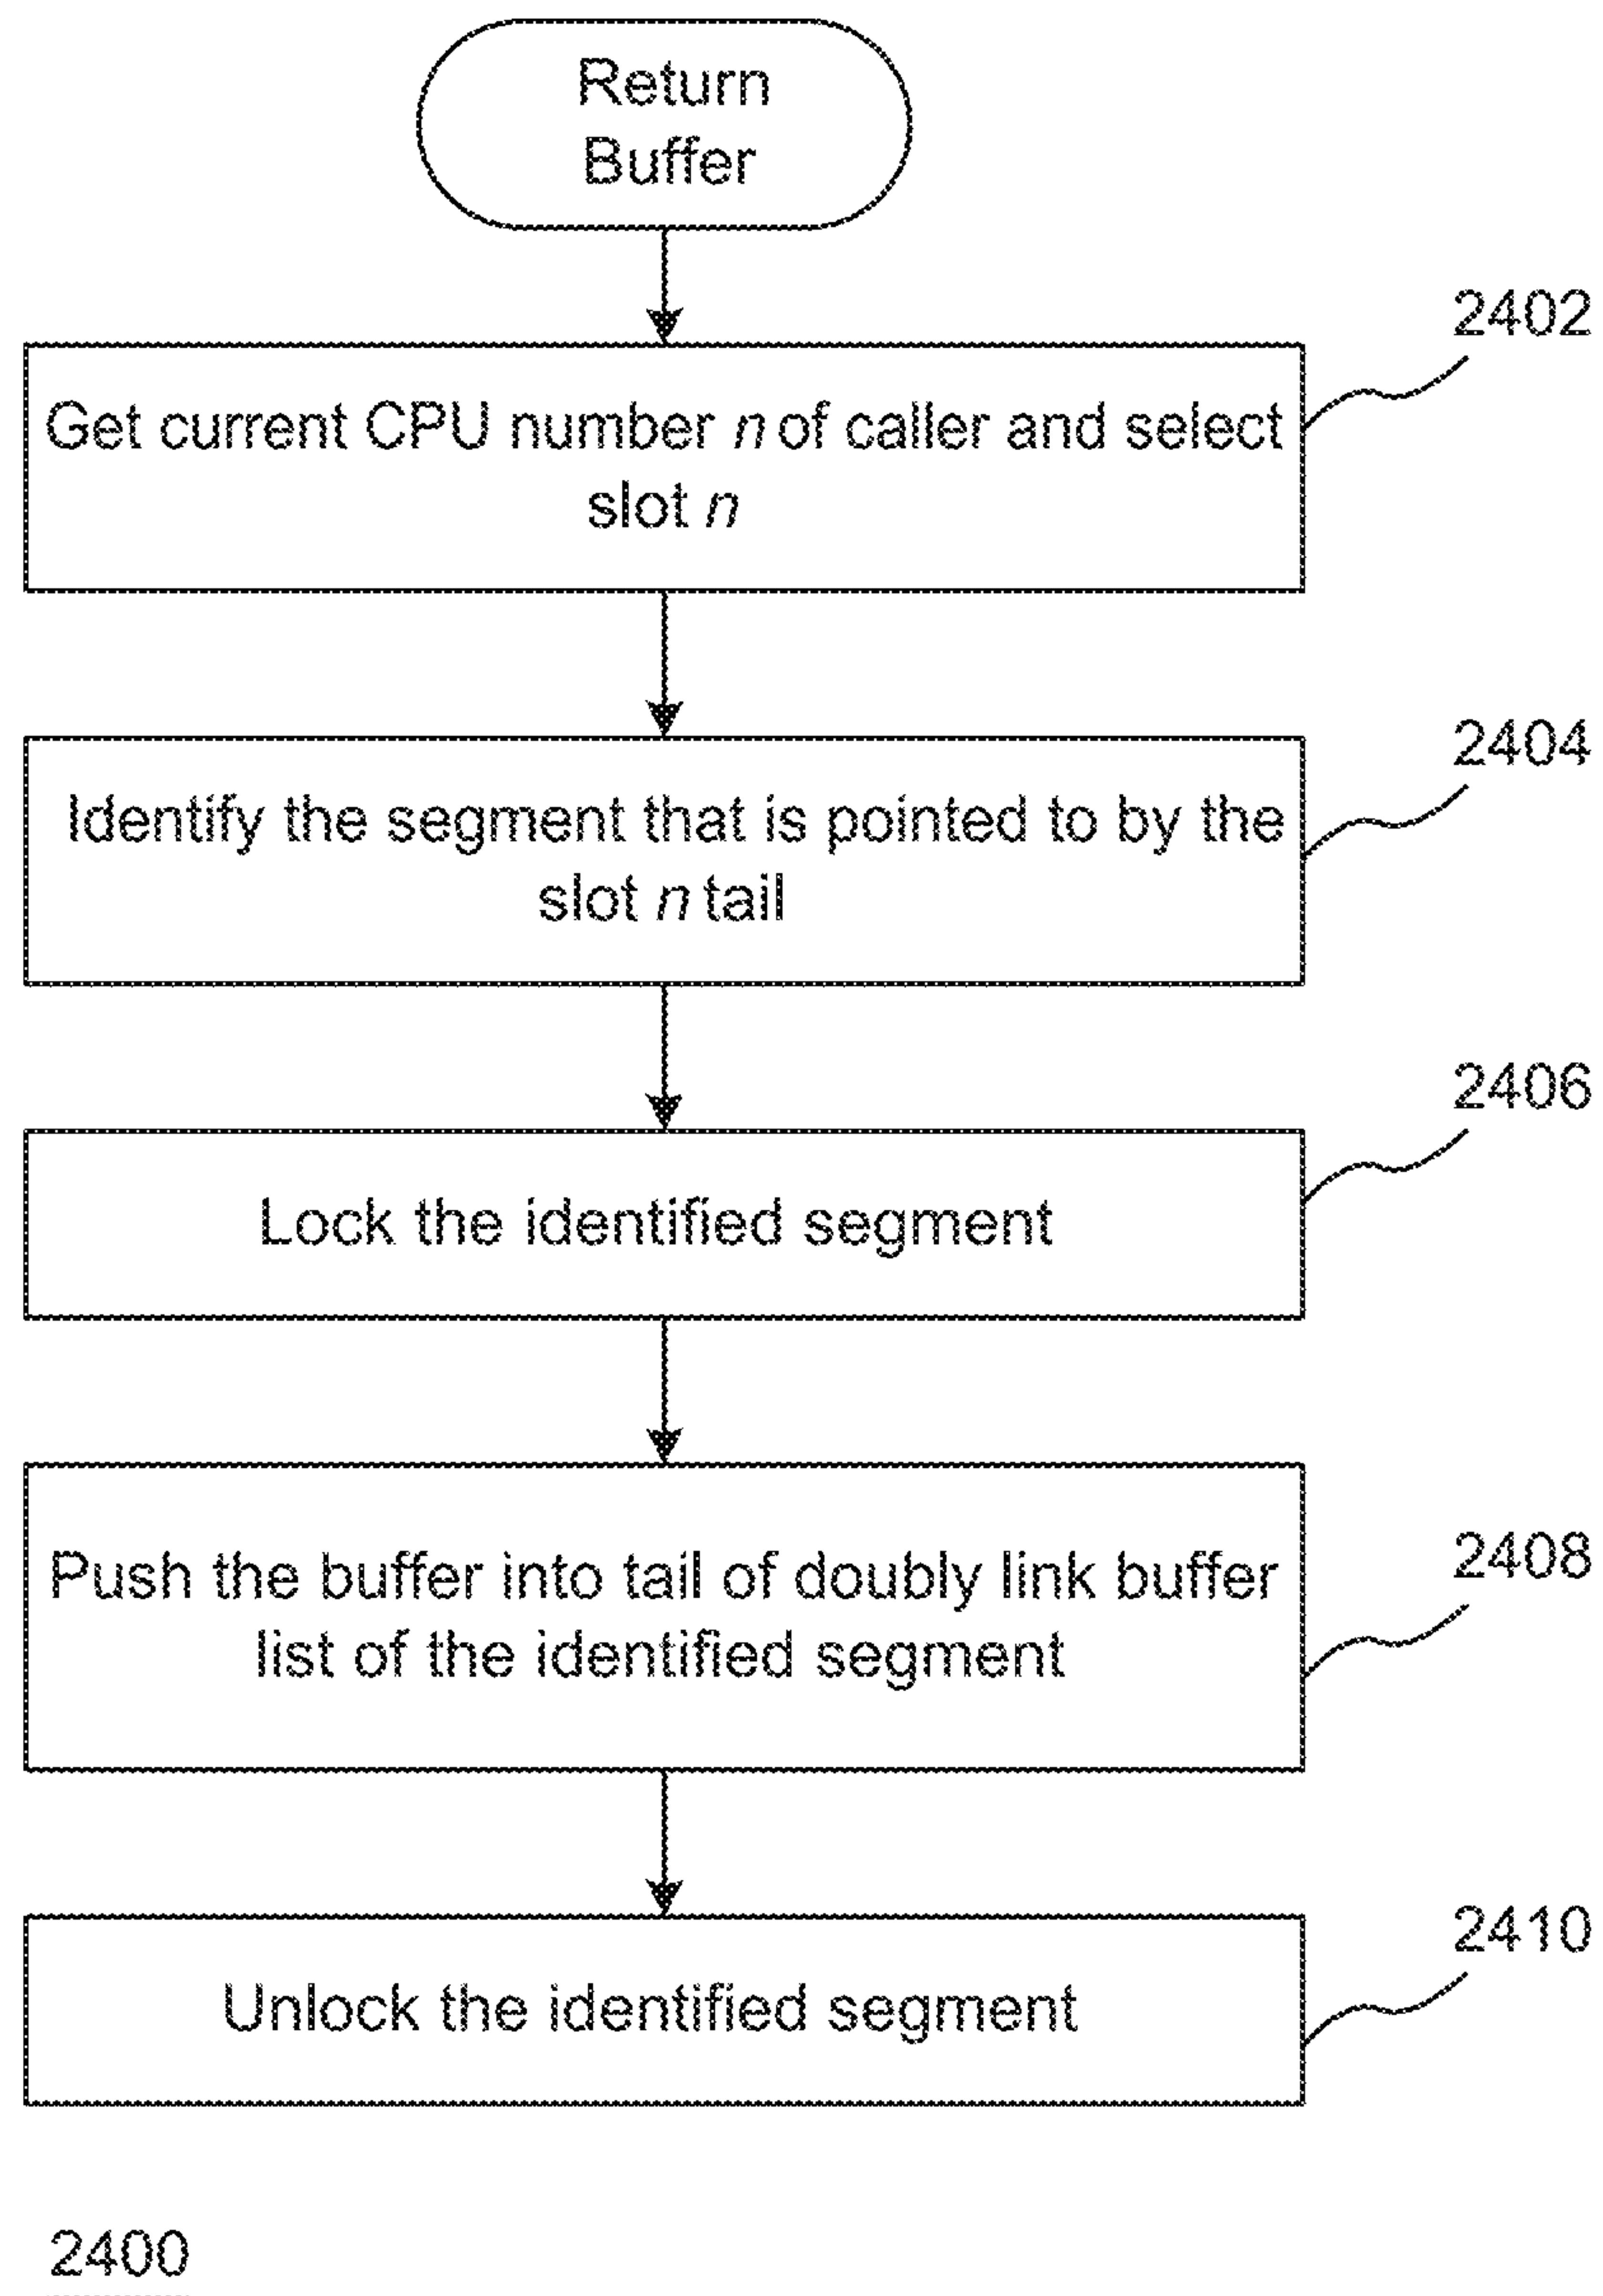 Return
Buffer
2402
Get current CPU number n of caller and select
slot n
2404
Identify the segment that is pointed to by the
slot n tail
2406
Lock the identified segment
2408
Push the buffer into tail of doubly link buffer
list of the identified segment
2410
Unlock the identified segment
2400